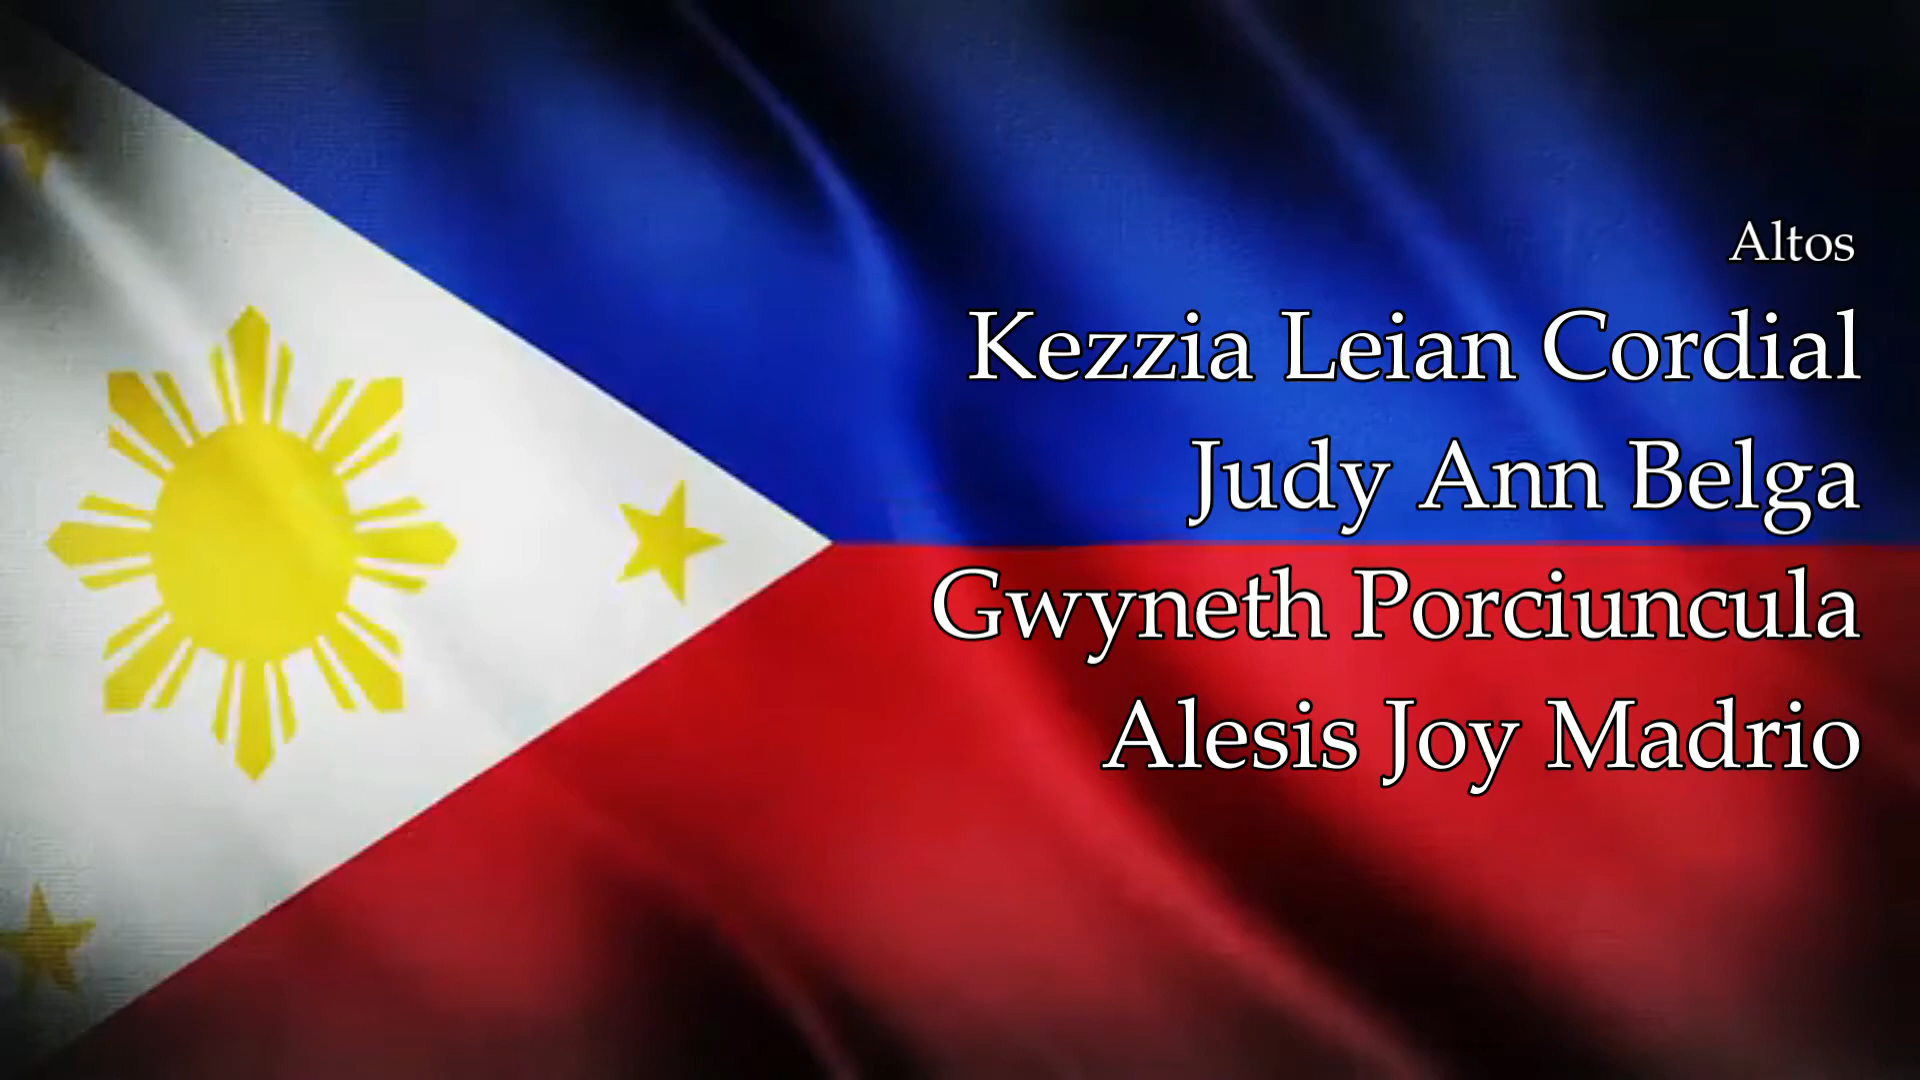 Altos
Kezzia Leian Cordial
Judy Ann Belga
Gwyneth Porciuncula
Alesis Joy Madrio